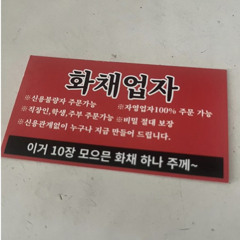 화채업자
※신용불량자 주문가능 ※자영업자100% 주문 가능
※직장인,학생,주부 주문가능 ※비밀 절대 보장
※신용관계없이 누구나 지금 만들어 드립니다.
이거 10장 모으믄 화채 하나 주께~